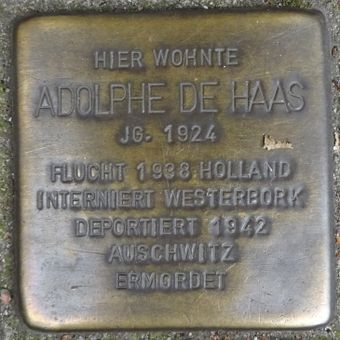 HIER WOHNTE
ADOLPHE DE HAAS
JG. 1924
FLUCHT 1938 HOLLAND
INTERNIERT WESTERBORK
DEPORTIERT 1942
AUSCHWITZ
ERMORDET